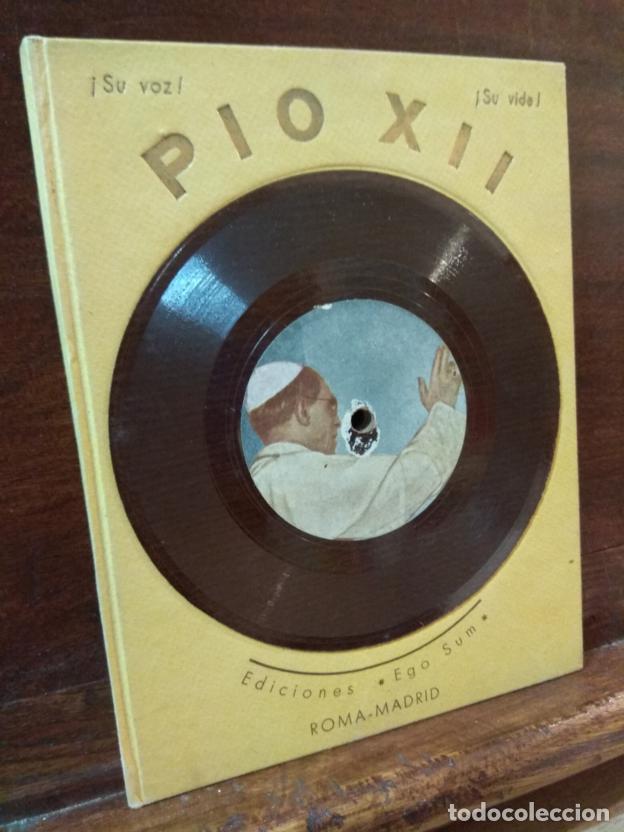 ¡Su voz!
¡Su vida!
PIO XII
Ediciones * Ego Sum *
ROMA-MADRID
todocoleccion